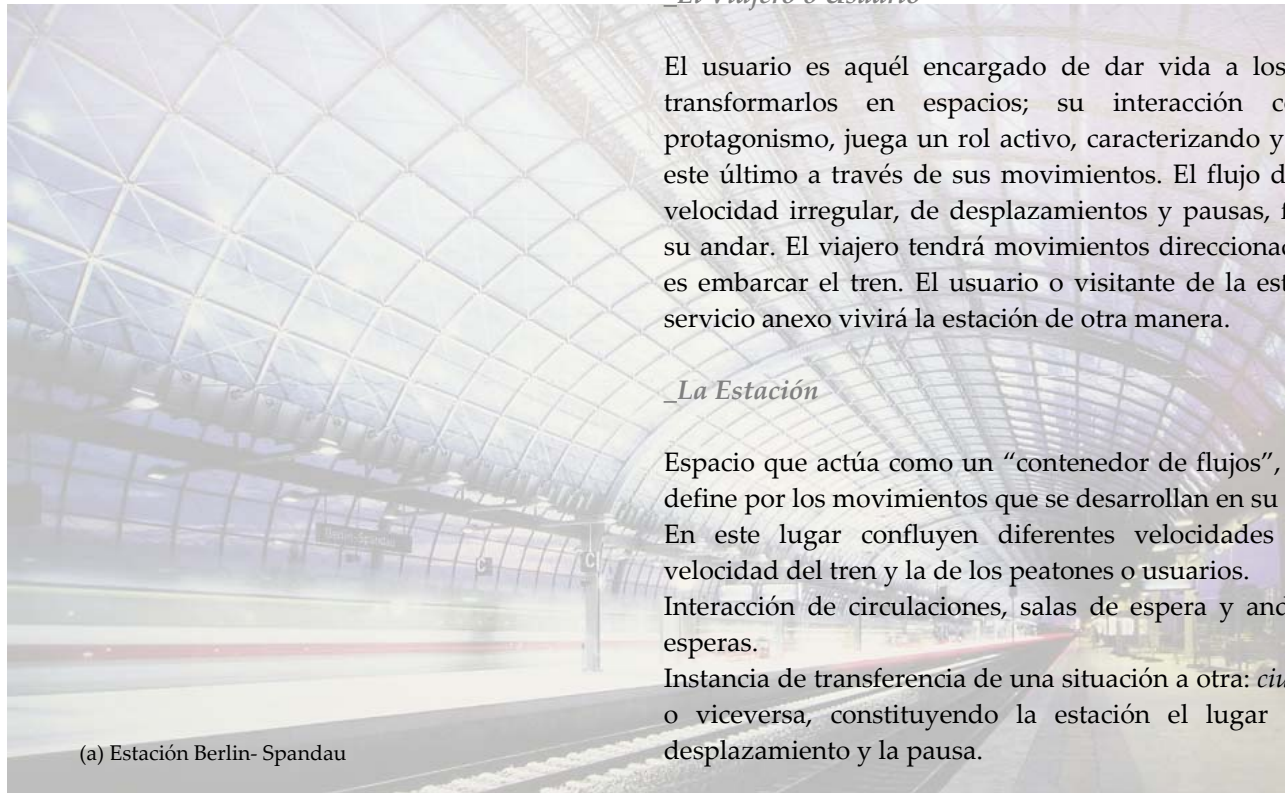 _El Viajero o Usuario
El usuario es aquél encargado de dar vida a los
transformarlos en espacios; su interacción
protagonismo, juega un rol activo, caracterizando y
este último a través de sus movimientos. El flujo
velocidad irregular, de desplazamientos y pausas,
su andar. El viajero tendrá movimientos
es embarcar el tren. El usuario o visitante de la
servicio anexo vivirá la estación de otra manera.
_La Estación
Espacio que actúa como un “contenedor de flujos”,
define por los movimientos que se desarrollan en su
En este lugar confluyen diferentes velocidades
velocidad del tren y la de los peatones o usuarios.
Interacción de circulaciones, salas de espera y
esperas.
Instancia de transferencia de una situación a otra:
o viceversa, constituyendo la estación el lugar
desplazamiento y la pausa.
Berlin-Spandau
C
C
(a) Estación Berlin- Spandau